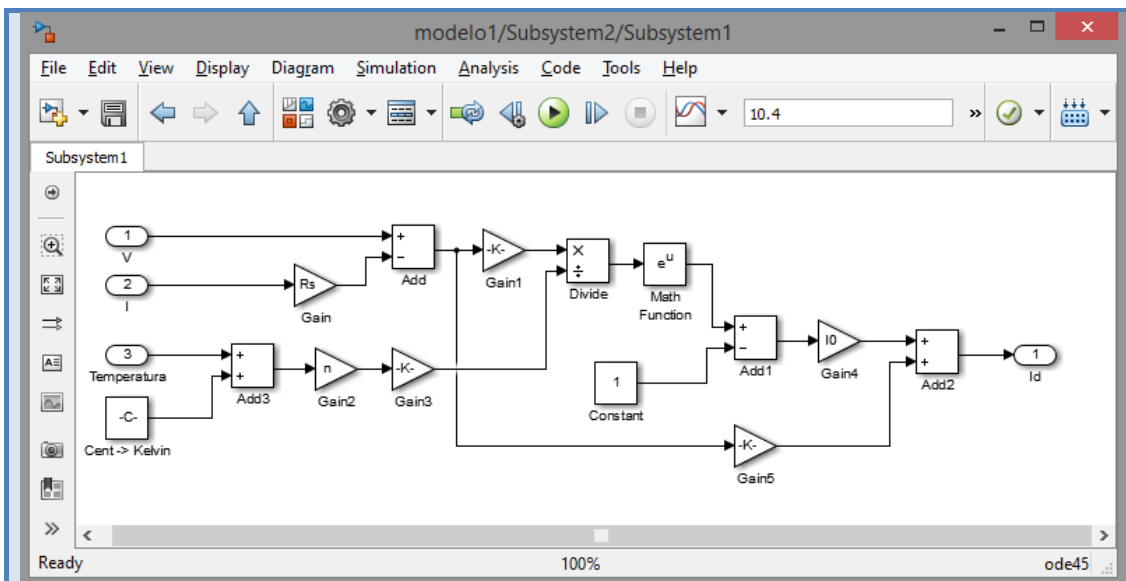 modelo1/Subsystem2/Subsystem1
File Edit View Display Diagram Simulation Analysis Code Tools Help
10.4
»
Subsystem1
1
V
2
I
Rs
Gain
+
−
Add
-K-
Gain1
×
÷
Divide
e^u
Math
Function
3
Temperatura
-C-
Cent -> Kelvin
+
+
Add3
n
Gain2
-K-
Gain3
1
Constant
+
−
Add1
I0
Gain4
-K-
Gain5
+
+
Add2
1
Id
»
Ready 100% ode45